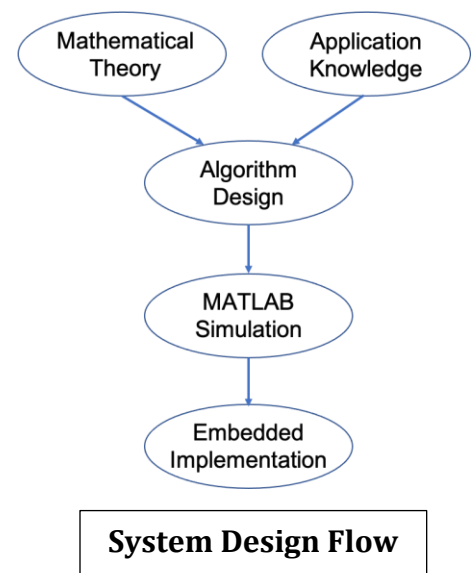 Mathematical
Theory
Application
Knowledge
Algorithm
Design
MATLAB
Simulation
Embedded
Implementation
System Design Flow